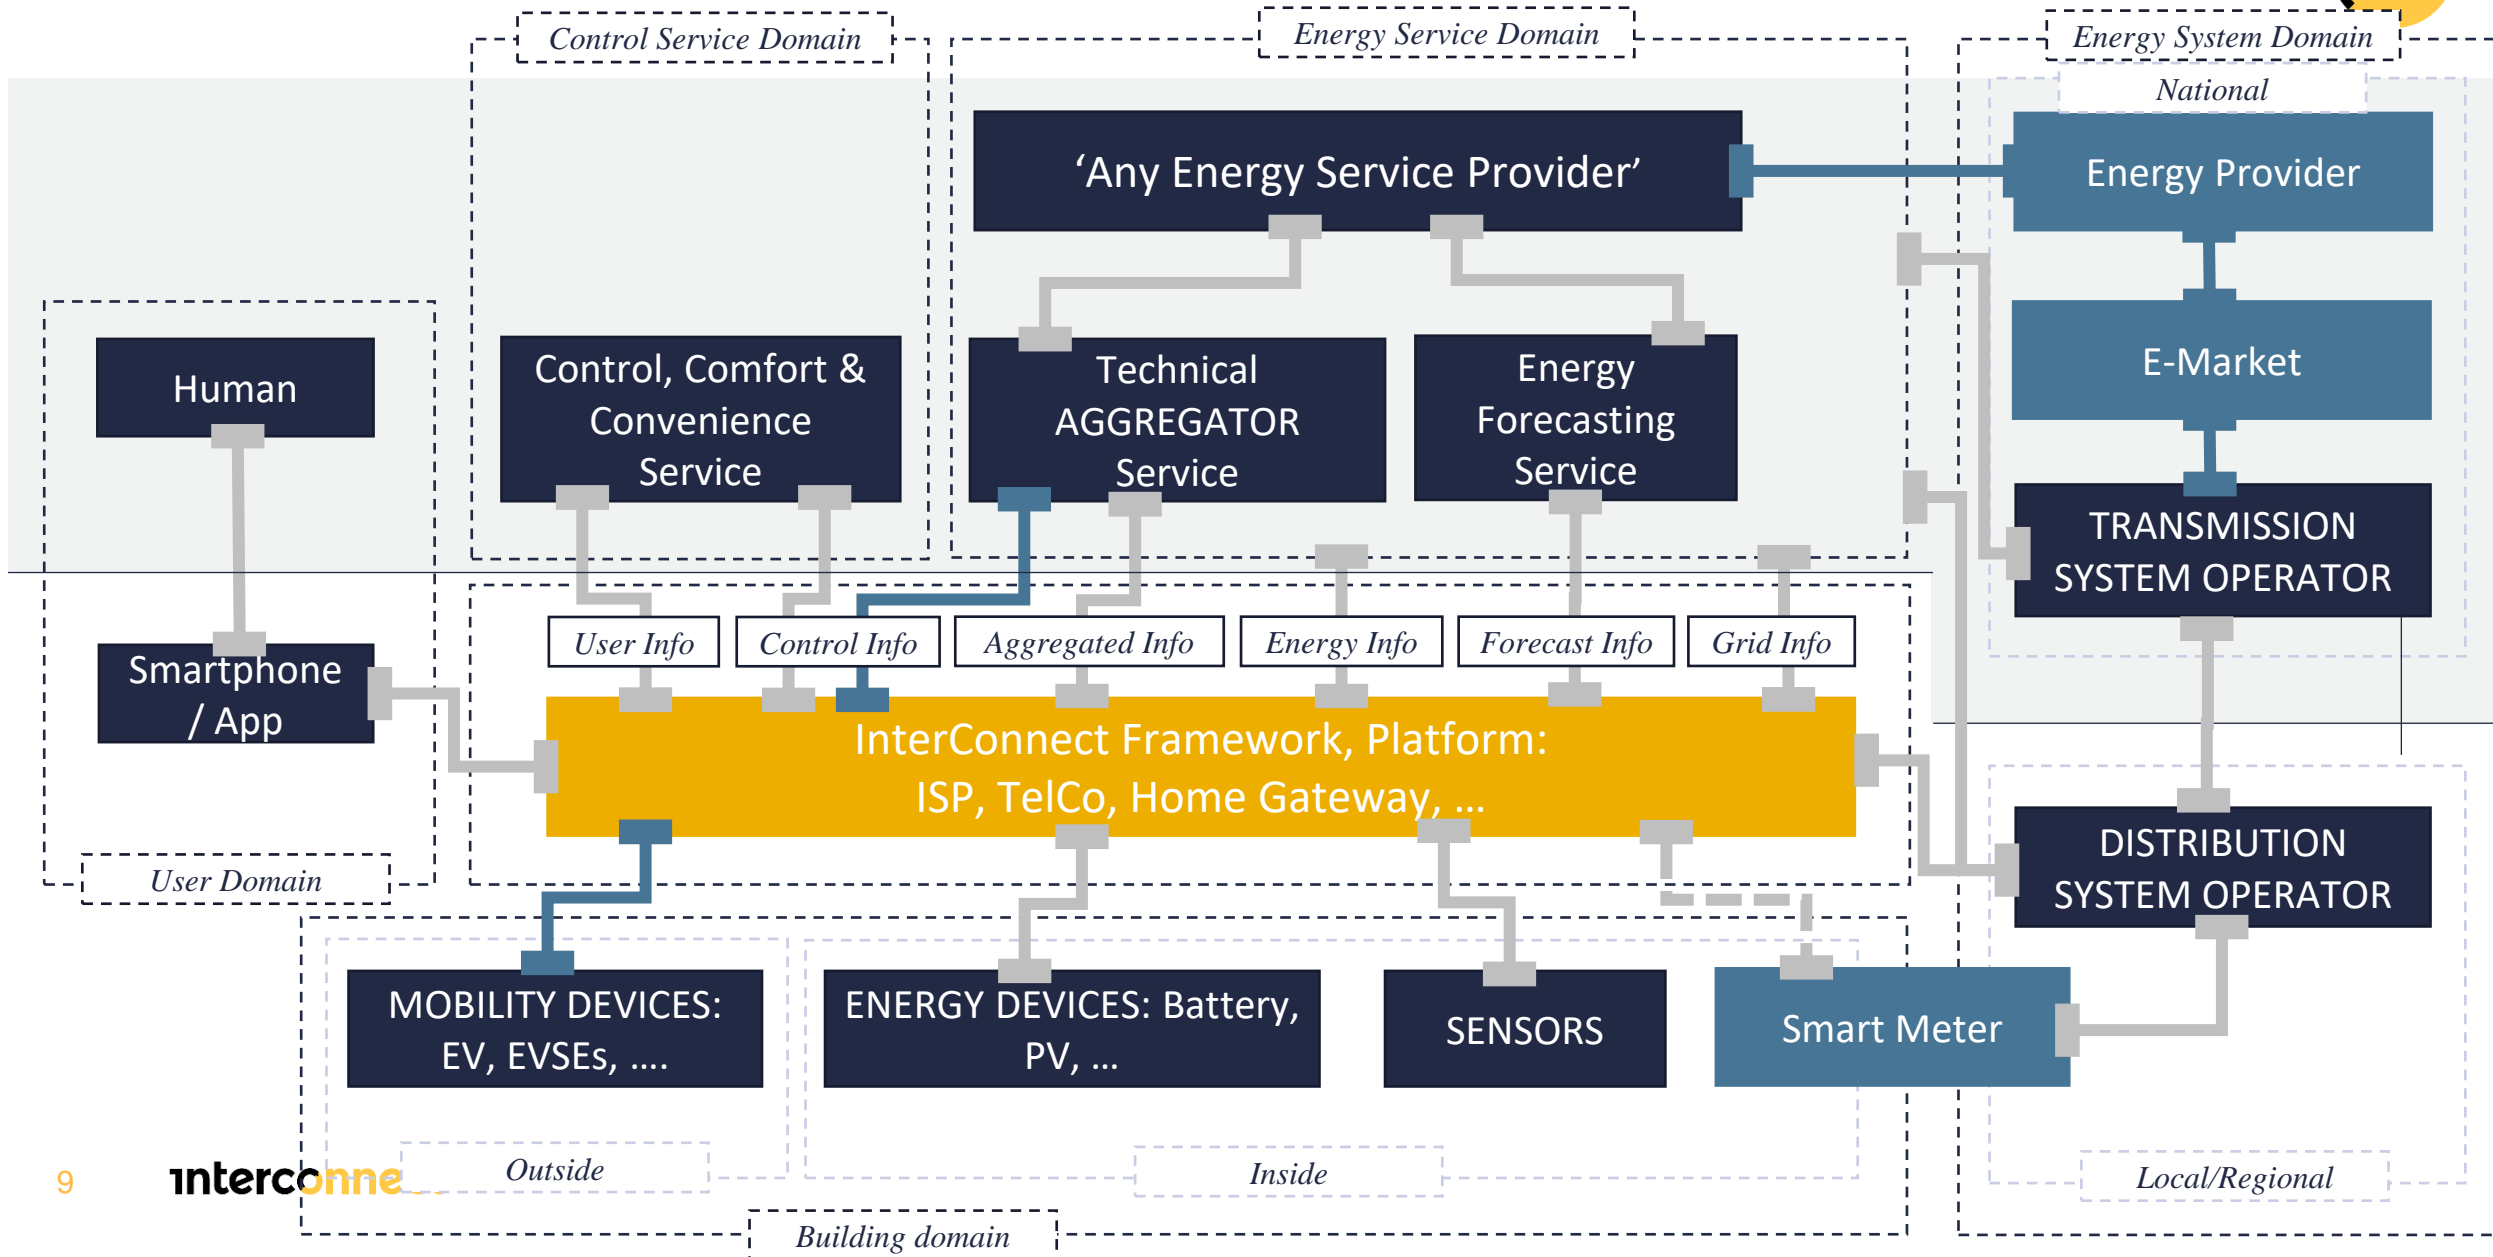 Control Service Domain
Energy Service Domain
Energy System Domain
National
‘Any Energy Service Provider’
Energy Provider
E-Market
Human
Control, Comfort &
Convenience
Service
Technical
AGGREGATOR
Service
Energy
Forecasting
Service
TRANSMISSION
SYSTEM OPERATOR
User Info
Control Info
Aggregated Info
Energy Info
Forecast Info
Grid Info
Smartphone
/ App
InterConnect Framework, Platform:
ISP, TelCo, Home Gateway, ...
DISTRIBUTION
SYSTEM OPERATOR
User Domain
MOBILITY DEVICES:
EV, EVSEs, ....
ENERGY DEVICES: Battery,
PV, ...
SENSORS
Smart Meter
Outside
Inside
Local/Regional
9
Building domain